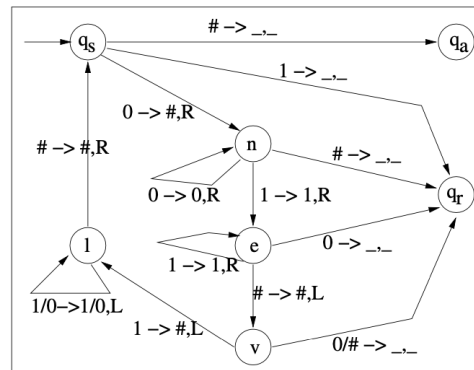 # -> _,_
q_s
q_a
1 -> _,_
0 -> #,R
# -> #,R
n
# -> _,_
0 -> 0,R
1 -> 1,R
q_r
l
e
0 -> _,_
1 -> 1,R
# -> #,L
1/0->1/0,L
1 -> #,L
0/# -> _,_
v